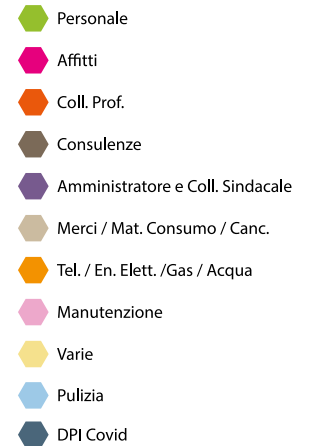 Personale
Affitti
Coll. Prof.
Consulenze
Amministratore e Coll. Sindacale
Merci / Mat. Consumo / Canc.
Tel. / En. Elett. /Gas / Acqua
Manutenzione
Varie
Pulizia
DPI Covid